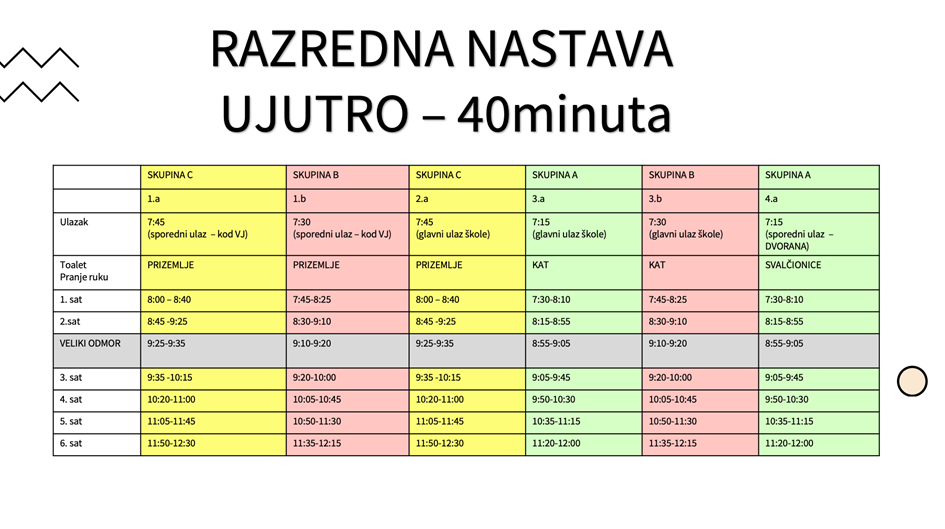 RAZREDNA NASTAVA
UJUTRO – 40minuta
SKUPINA C SKUPINA B SKUPINA C SKUPINA A SKUPINA B SKUPINA A
1.a 1.b 2.a 3.a 3.b 4.a
Ulazak 7:45 7:30 7:45 7:15 7:30 7:15
(sporedni ulaz – kod VJ) (sporedni ulaz – kod VJ) (glavni ulaz škole) (glavni ulaz škole) (glavni ulaz škole) (sporedni ulaz –
DVORANA)
Toalet PRIZEMLJE PRIZEMLJE PRIZEMLJE KAT KAT SVALČIONICE
Pranje ruku
1. sat 8:00 – 8:40 7:45-8:25 8:00 – 8:40 7:30-8:10 7:45-8:25 7:30-8:10
2.sat 8:45 -9:25 8:30-9:10 8:45 -9:25 8:15-8:55 8:30-9:10 8:15-8:55
VELIKI ODMOR 9:25-9:35 9:10-9:20 9:25-9:35 8:55-9:05 9:10-9:20 8:55-9:05
3. sat 9:35 -10:15 9:20-10:00 9:35 -10:15 9:05-9:45 9:20-10:00 9:05-9:45
4. sat 10:20-11:00 10:05-10:45 10:20-11:00 9:50-10:30 10:05-10:45 9:50-10:30
5. sat 11:05-11:45 10:50-11:30 11:05-11:45 10:35-11:15 10:50-11:30 10:35-11:15
6. sat 11:50-12:30 11:35-12:15 11:50-12:30 11:20-12:00 11:35-12:15 11:20-12:00